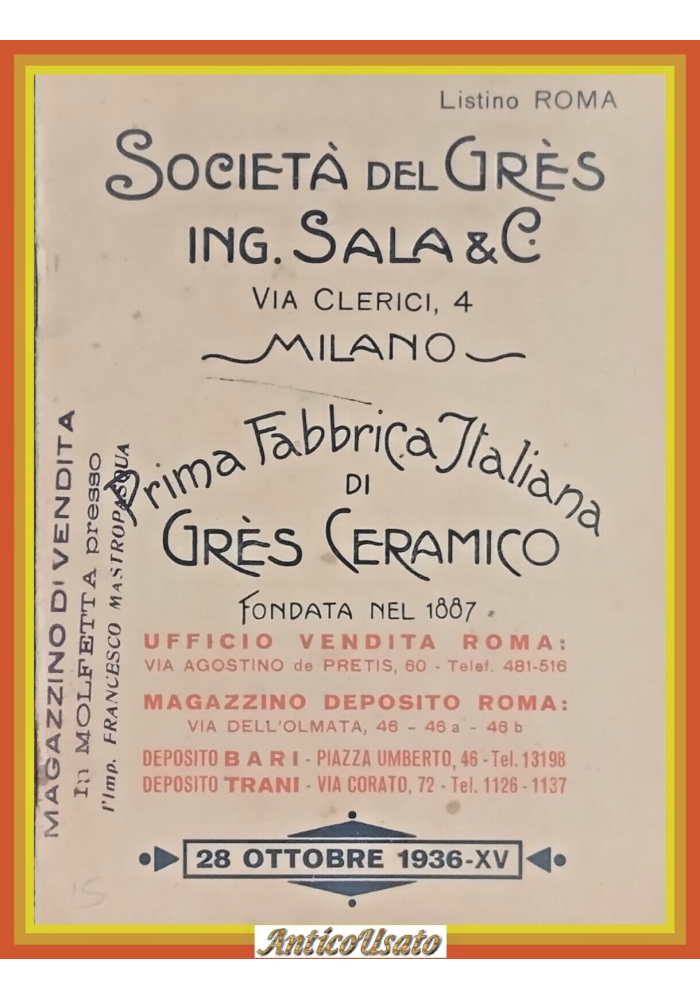 Listino ROMA
SOCIETÀ DEL GRÈS
ING. SALA & C.
VIA CLERICI, 4
MILANO
Prima Fabbrica Italiana
DI
GRÈS CERAMICO
FONDATA NEL 1887.
UFFICIO VENDITA ROMA:
VIA AGOSTINO de PRETIS, 60 - Telef. 481-516
MAGAZZINO DEPOSITO ROMA:
VIA DELL'OLMATA, 46 - 46 a - 46 b
DEPOSITO BARI - PIAZZA UMBERTO, 46 - Tel. 13198
DEPOSITO TRANI - VIA CORATO, 72 - Tel. 1126 - 1137
28 OTTOBRE 1936-XV
MAGAZZINO DI VENDITA
In MOLFETTA presso
l'Imp. FRANCESCO MASTROPASQUA
15
AnticoUsato